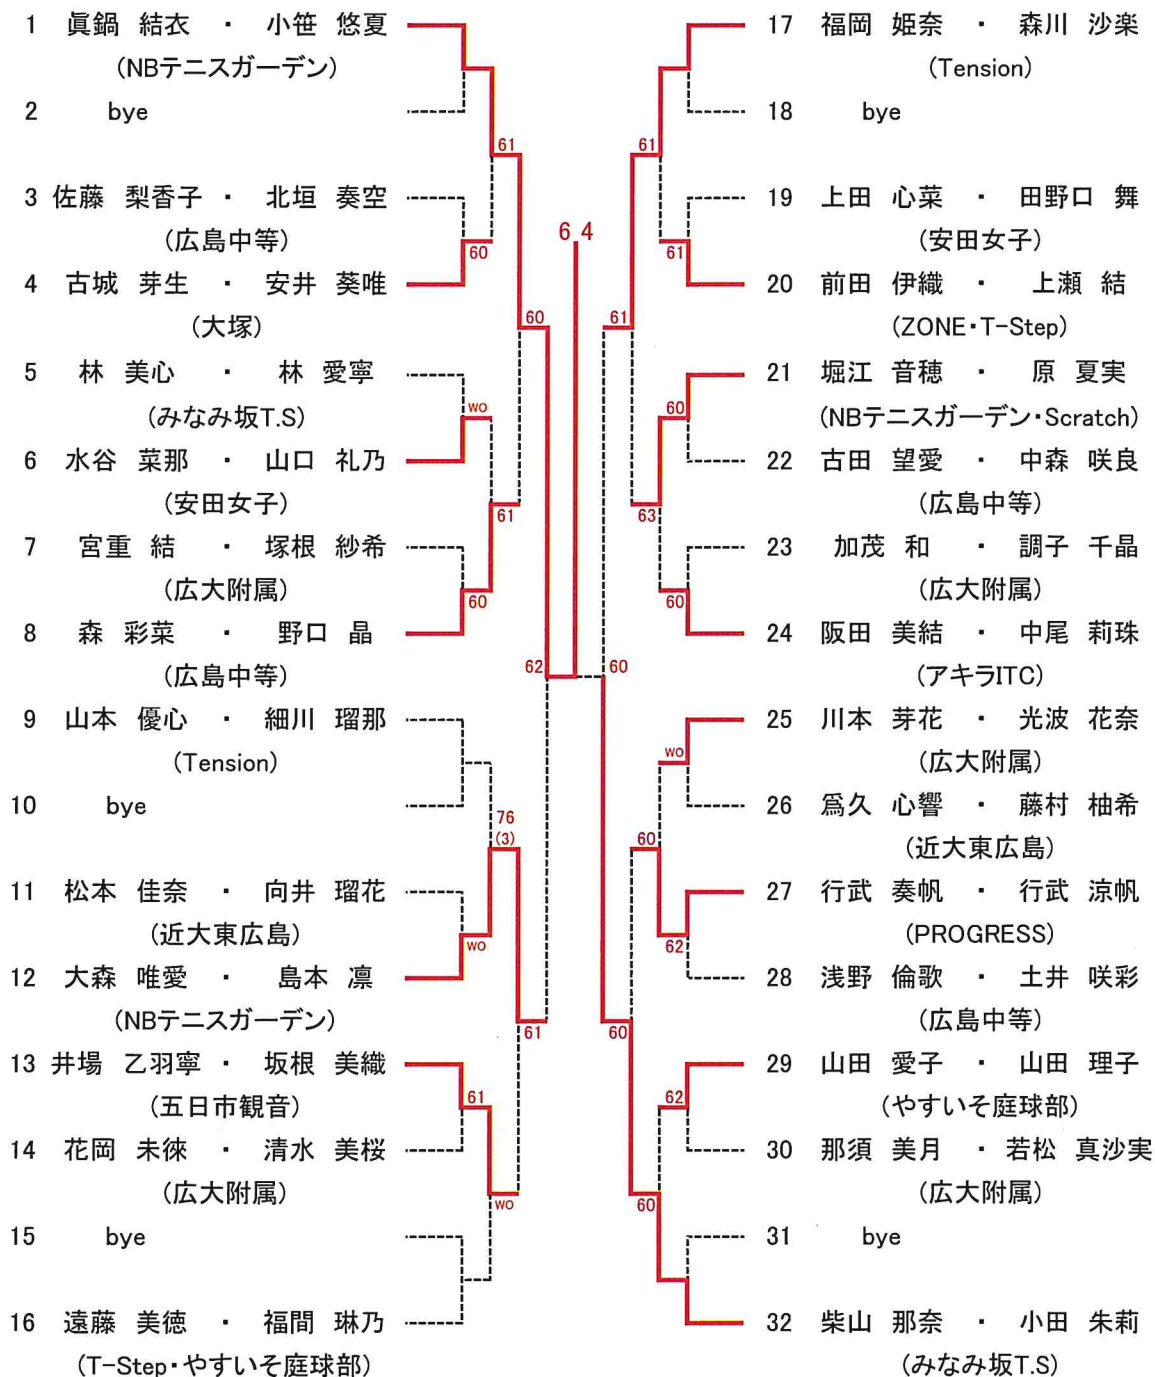 1 眞鍋 結衣 ・ 小笹 悠夏
(NBテニスガーデン)
2 bye
61
3 佐藤 梨香子 ・ 北垣 奏空
(広島中等)
60
4 古城 芽生 ・ 安井 葵唯
(大塚)
60
5 林 美心 ・ 林 愛寧
(みなみ坂T.S)
wo
6 水谷 菜那 ・ 山口 礼乃
(安田女子)
61
7 宮重 結 ・ 塚根 紗希
(広大附属)
60
8 森 彩菜 ・ 野口 晶
(広島中等)
62
9 山本 優心 ・ 細川 瑠那
(Tension)
10 bye
76
(3)
11 松本 佳奈 ・ 向井 瑠花
(近大東広島)
wo
12 大森 唯愛 ・ 島本 凛
(NBテニスガーデン)
61
13 井場 乙羽寧 ・ 坂根 美織
(五日市観音)
61
14 花岡 未徠 ・ 清水 美桜
(広大附属)
wo
15 bye
16 遠藤 美徳 ・ 福間 琳乃
(T-Step・やすいそ庭球部)
6 4
17 福岡 姫奈 ・ 森川 沙楽
(Tension)
18 bye
61
19 上田 心菜 ・ 田野口 舞
(安田女子)
61
20 前田 伊織 ・ 上瀬 結
(ZONE・T-Step)
61
21 堀江 音穂 ・ 原 夏実
(NBテニスガーデン・Scratch)
60
22 古田 望愛 ・ 中森 咲良
(広島中等)
63
23 加茂 和 ・ 調子 千晶
(広大附属)
60
24 阪田 美結 ・ 中尾 莉珠
(アキラITC)
60
25 川本 芽花 ・ 光波 花奈
(広大附属)
wo
26 爲久 心響 ・ 藤村 柚希
(近大東広島)
60
27 行武 奏帆 ・ 行武 涼帆
(PROGRESS)
62
28 浅野 倫歌 ・ 土井 咲彩
(広島中等)
60
29 山田 愛子 ・ 山田 理子
(やすいそ庭球部)
62
30 那須 美月 ・ 若松 真沙実
(広大附属)
60
31 bye
32 柴山 那奈 ・ 小田 朱莉
(みなみ坂T.S)